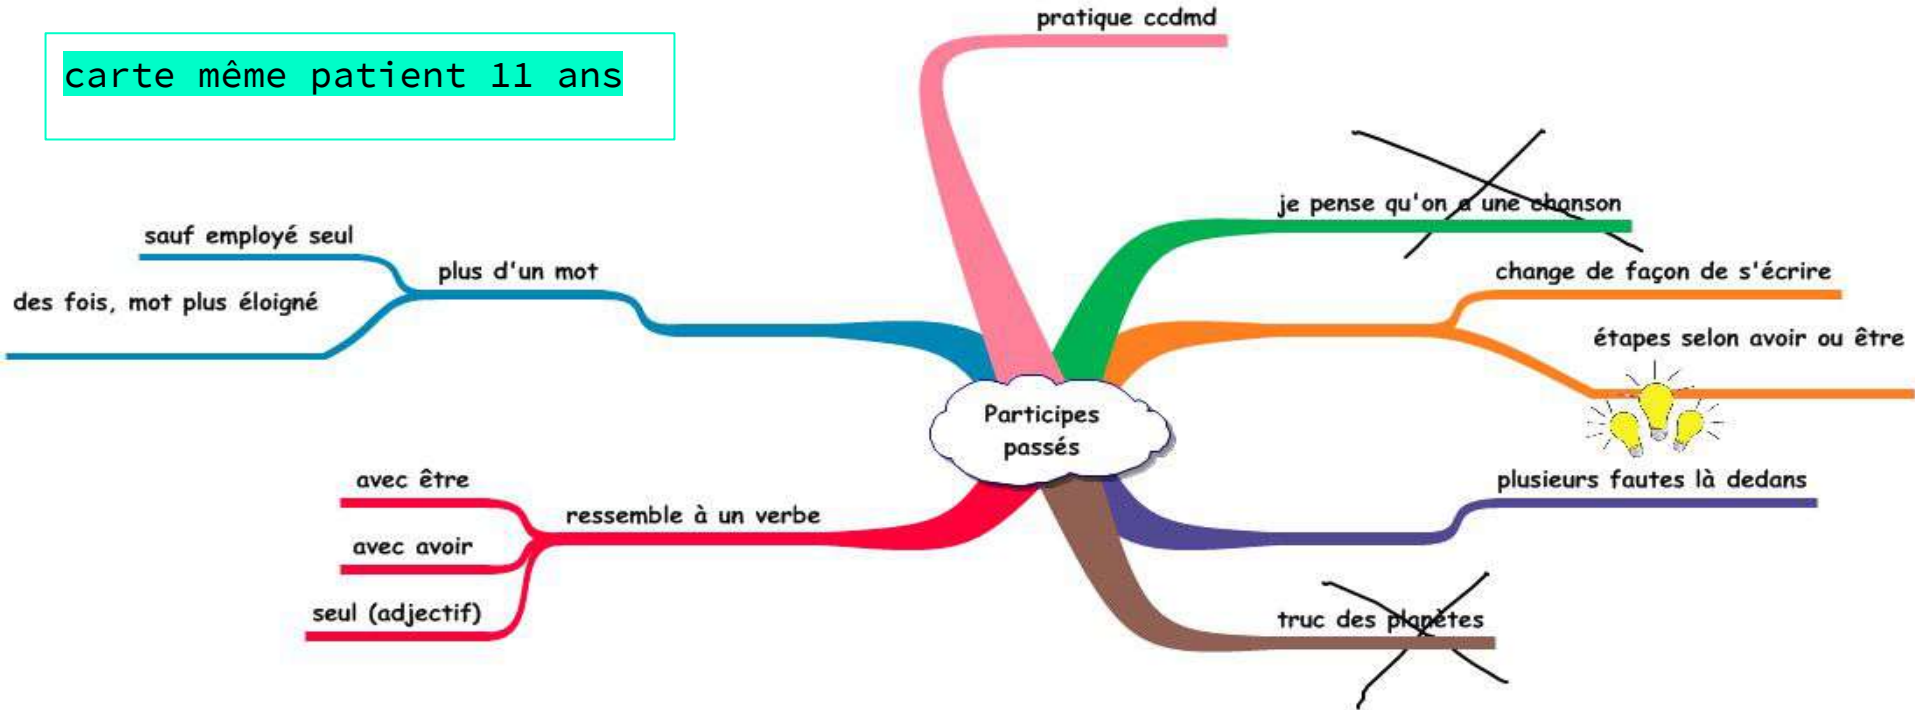 carte même patient 11 ans
pratique ccdmd
je pense qu'on a une chanson
change de façon de s'écrire
étapes selon avoir ou être
plusieurs fautes là dedans
truc des planètes
Participes
passés
sauf employé seul
plus d'un mot
des fois, mot plus éloigné
avec être
ressemble à un verbe
avec avoir
seul (adjectif)